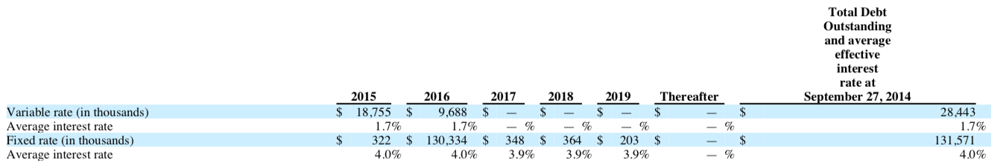 Total Debt
Outstanding
and average
effective
interest
rate at
2015 2016 2017 2018 2019 Thereafter September 27, 2014
Variable rate (in thousands) $ 18,755 $ 9,688 $ — $ — $ — $ — $ 28,443
Average interest rate 1.7% 1.7% — % — % — % — % 1.7%
Fixed rate (in thousands) $ 322 $ 130,334 $ 348 $ 364 $ 203 $ — $ 131,571
Average interest rate 4.0% 4.0% 3.9% 3.9% 3.9% — % 4.0%